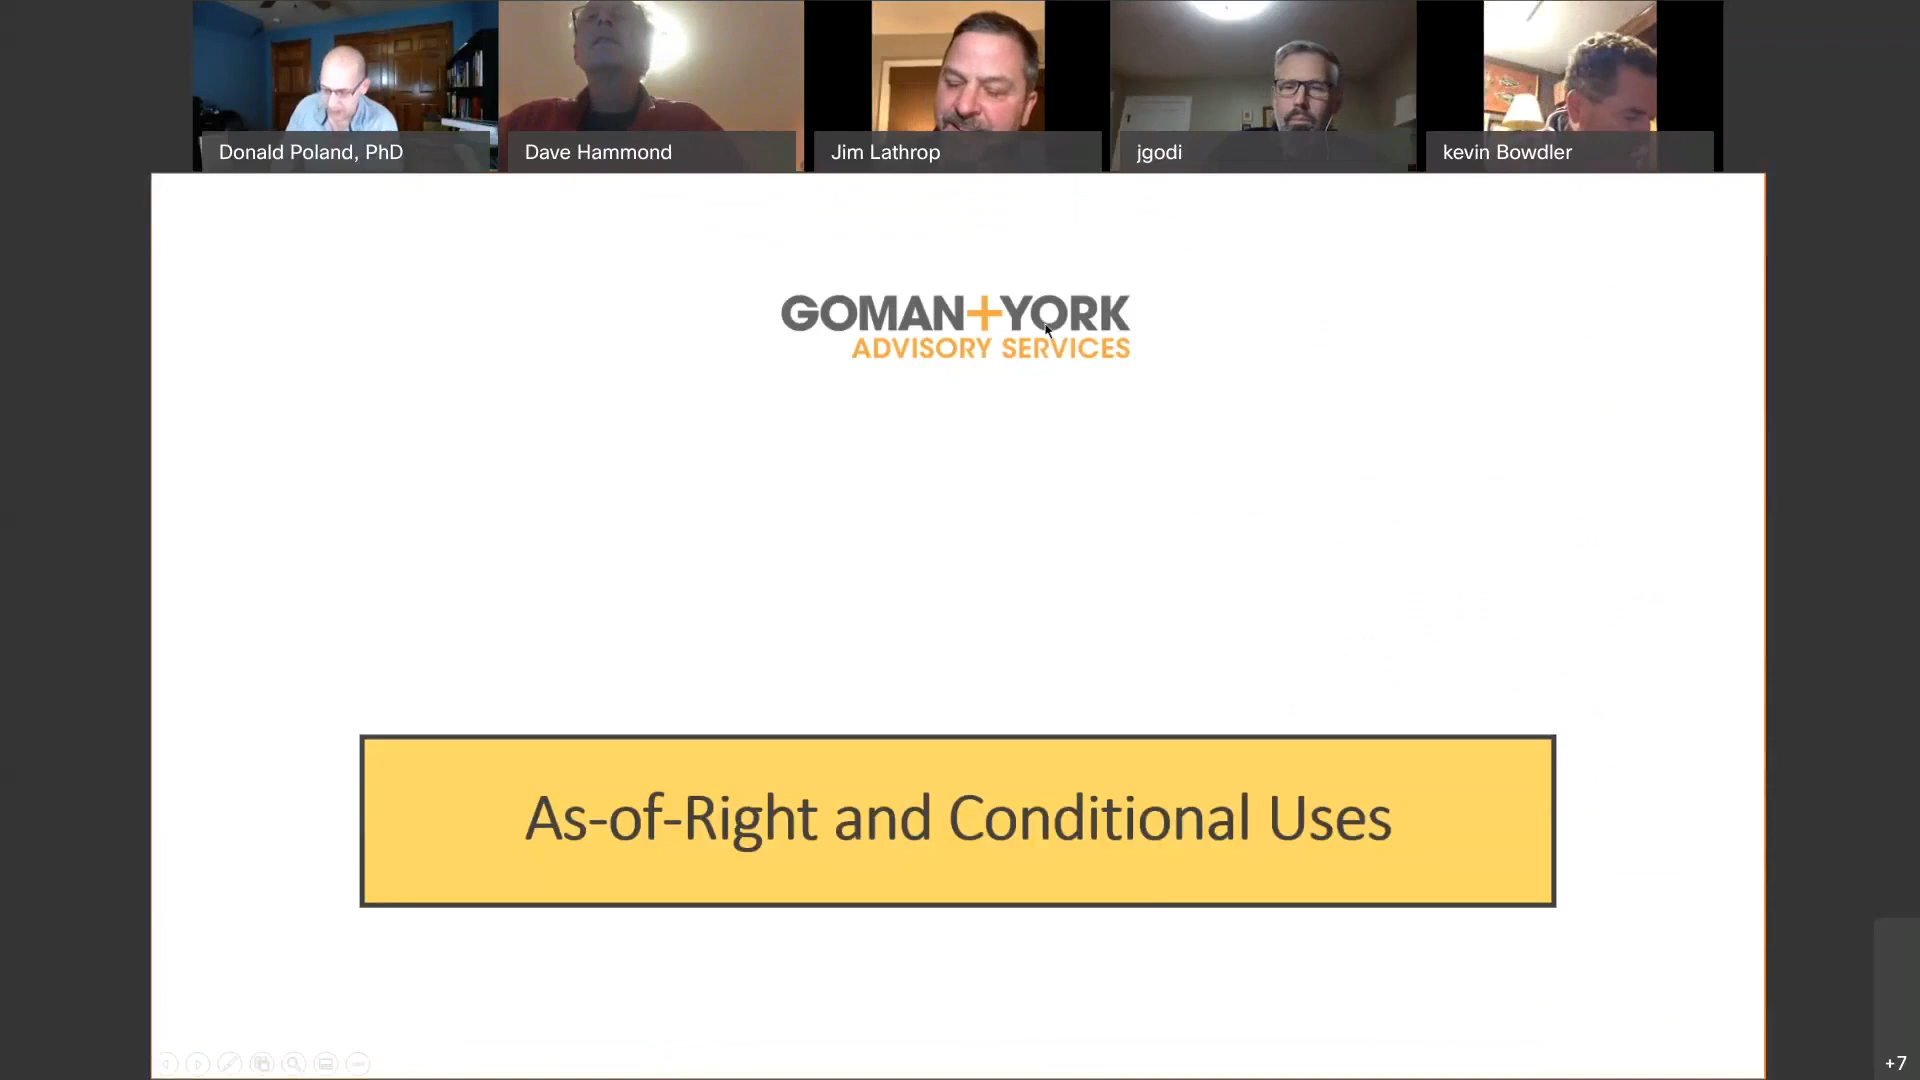 Donald Poland, PhD
Dave Hammond
Jim Lathrop
jgodi
kevin Bowdler
GOMAN+YORK
ADVISORY SERVICES
As-of-Right and Conditional Uses
+7